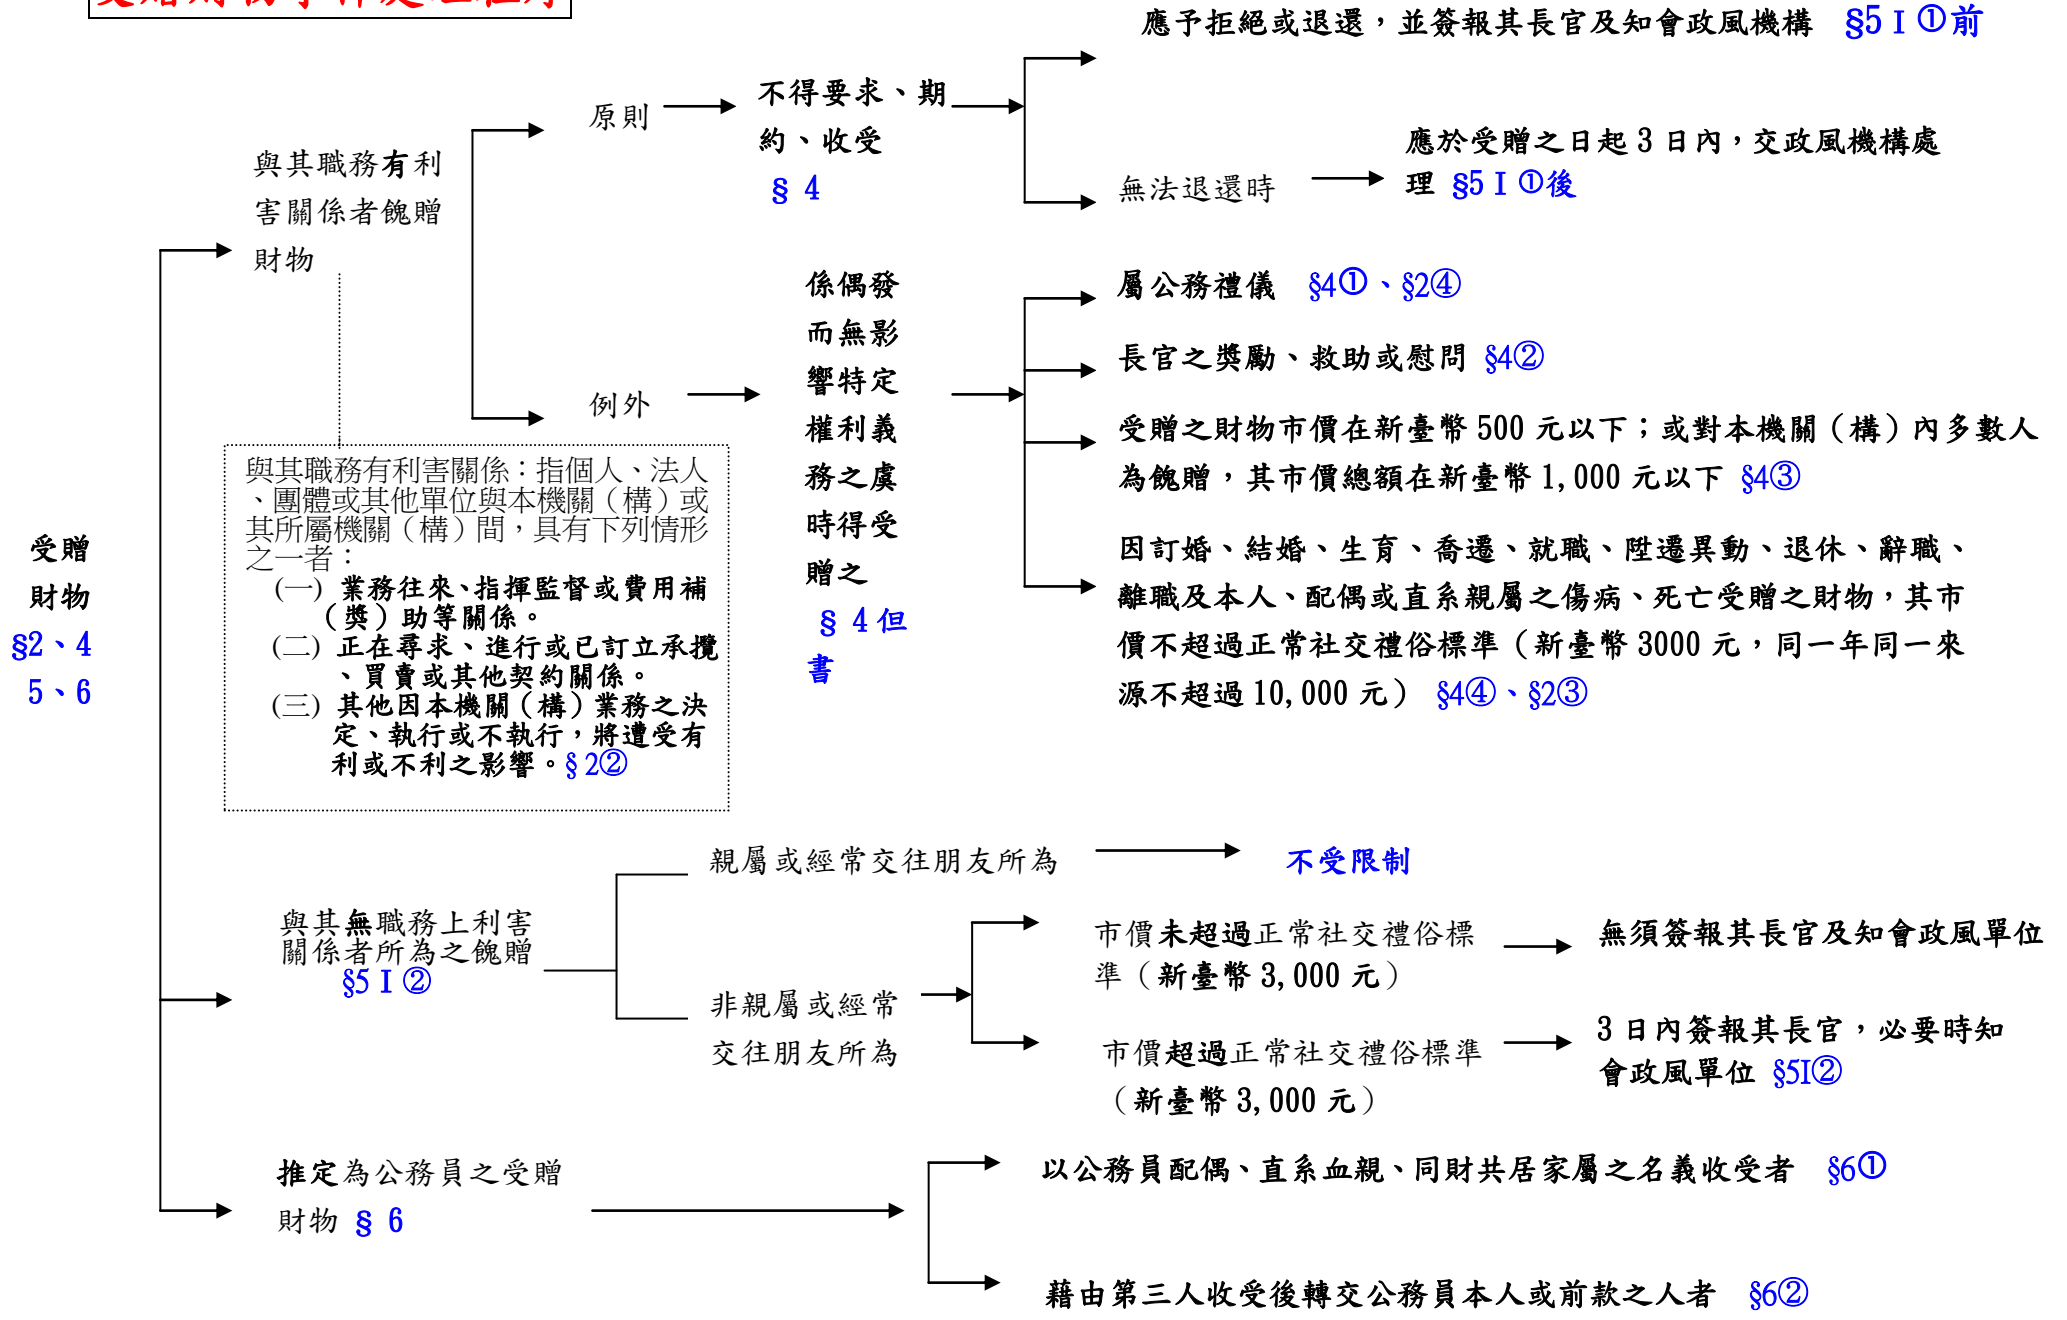 受贈財物事件處理程序
應予拒絕或退還，並簽報其長官及知會政風機構 §5Ⅰ①前
原則
不得要求、期
約、收受
§ 4
應於受贈之日起 3 日內，交政風機構處
理 §5Ⅰ①後
無法退還時
與其職務有利
害關係者餽贈
財物
例外
係偶發
而無影
響特定
權利義
務之虞
時得受
贈之
§ 4 但
書
屬公務禮儀 §4①、§2④
長官之獎勵、救助或慰問 §4②
受贈之財物市價在新臺幣 500 元以下；或對本機關（構）內多數人
為餽贈，其市價總額在新臺幣 1,000 元以下 §4③
因訂婚、結婚、生育、喬遷、就職、陞遷異動、退休、辭職、
離職及本人、配偶或直系親屬之傷病、死亡受贈之財物，其市
價不超過正常社交禮俗標準（新臺幣 3000 元，同一年同一來
源不超過 10,000 元） §4④、§2③
與其職務有利害關係：指個人、法人
、團體或其他單位與本機關（構）或
其所屬機關（構）間，具有下列情形
之一者：
(一) 業務往來、指揮監督或費用補
（獎）助等關係。
(二) 正在尋求、進行或已訂立承攬
、買賣或其他契約關係。
(三) 其他因本機關（構）業務之決
定、執行或不執行，將遭受有
利或不利之影響。§ 2②
受贈
財物
§2、4
5、6
親屬或經常交往朋友所為
不受限制
與其無職務上利害
關係者所為之餽贈
§5Ⅰ②
非親屬或經常
交往朋友所為
市價未超過正常社交禮俗標
準（新臺幣 3,000 元）
無須簽報其長官及知會政風單位
市價超過正常社交禮俗標準
（新臺幣 3,000 元）
3 日內簽報其長官，必要時知
會政風單位 §5I②
推定為公務員之受贈
財物 § 6
以公務員配偶、直系血親、同財共居家屬之名義收受者 §6①
藉由第三人收受後轉交公務員本人或前款之人者 §6②